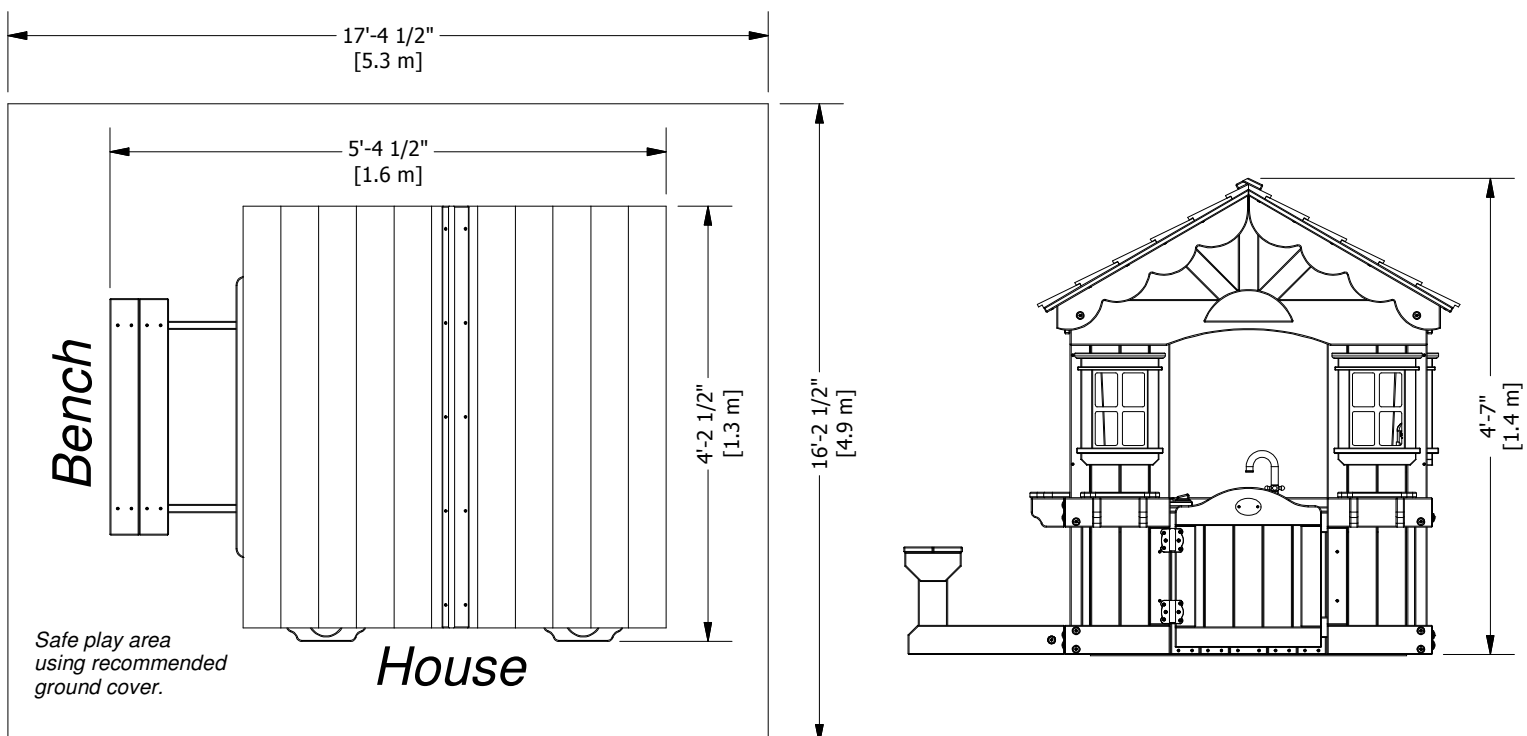 17'-4 1/2"
[5.3 m]
5'-4 1/2"
[1.6 m]
Bench
4'-2 1/2"
[1.3 m]
16'-2 1/2"
[4.9 m]
4'-7"
[1.4 m]
Safe play area
using recommended
ground cover.
House